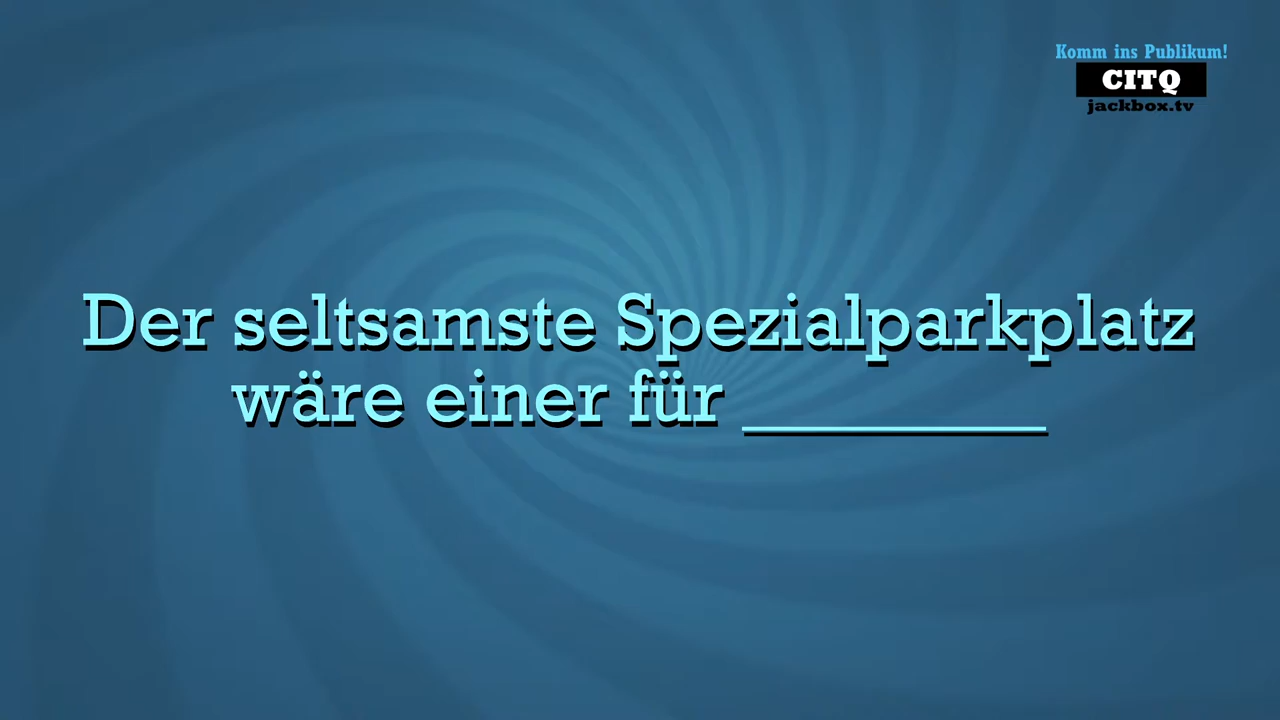 Komm ins Publikum!
CITQ
jackbox.tv
Der seltsamste Spezialparkplatz
wäre einer für ________